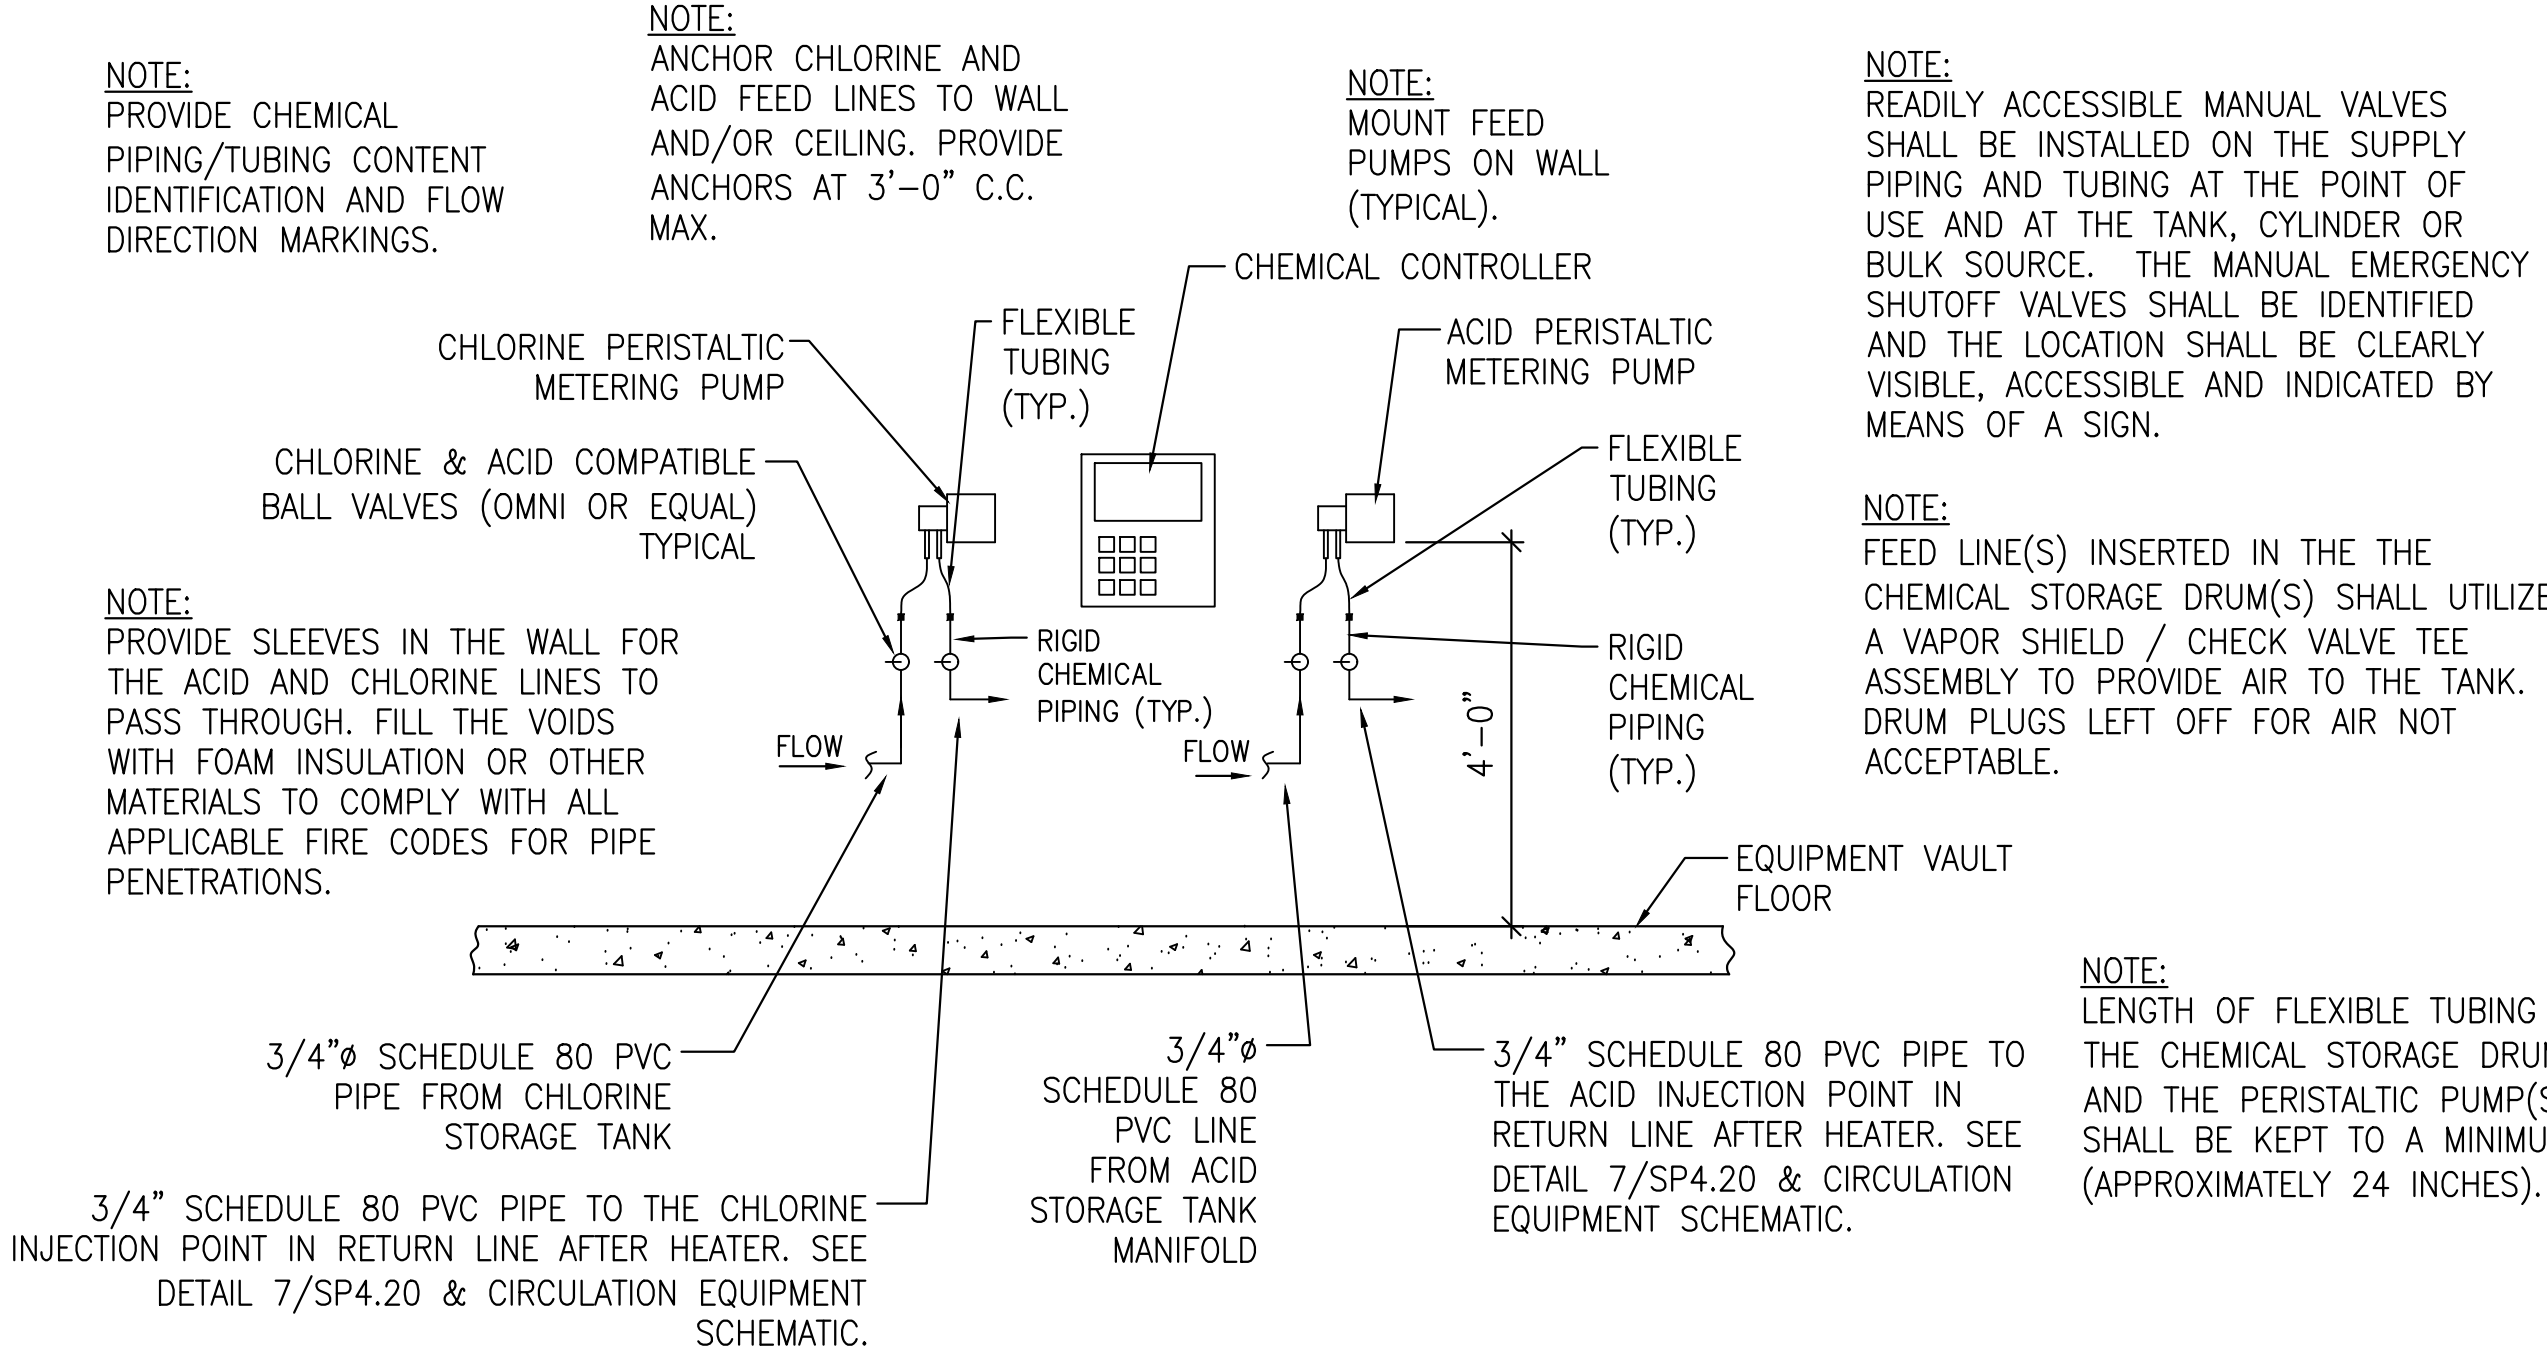 NOTE:
PROVIDE CHEMICAL
PIPING/TUBING CONTENT
IDENTIFICATION AND FLOW
DIRECTION MARKINGS.
NOTE:
ANCHOR CHLORINE AND
ACID FEED LINES TO WALL
AND/OR CEILING. PROVIDE
ANCHORS AT 3'-0" C.C.
MAX.
NOTE:
MOUNT FEED
PUMPS ON WALL
(TYPICAL).
NOTE:
READILY ACCESSIBLE MANUAL VALVES
SHALL BE INSTALLED ON THE SUPPLY
PIPING AND TUBING AT THE POINT OF
USE AND AT THE TANK, CYLINDER OR
BULK SOURCE. THE MANUAL EMERGENCY
SHUTOFF VALVES SHALL BE IDENTIFIED
AND THE LOCATION SHALL BE CLEARLY
VISIBLE, ACCESSIBLE AND INDICATED BY
MEANS OF A SIGN.
CHEMICAL CONTROLLER
CHLORINE PERISTALTIC
METERING PUMP
FLEXIBLE
TUBING
(TYP.)
ACID PERISTALTIC
METERING PUMP
CHLORINE & ACID COMPATIBLE
BALL VALVES (OMNI OR EQUAL)
TYPICAL
FLEXIBLE
TUBING
(TYP.)
NOTE:
FEED LINE(S) INSERTED IN THE THE
CHEMICAL STORAGE DRUM(S) SHALL UTILIZE
A VAPOR SHIELD / CHECK VALVE TEE
ASSEMBLY TO PROVIDE AIR TO THE TANK.
DRUM PLUGS LEFT OFF FOR AIR NOT
ACCEPTABLE.
NOTE:
PROVIDE SLEEVES IN THE WALL FOR
THE ACID AND CHLORINE LINES TO
PASS THROUGH. FILL THE VOIDS
WITH FOAM INSULATION OR OTHER
MATERIALS TO COMPLY WITH ALL
APPLICABLE FIRE CODES FOR PIPE
PENETRATIONS.
RIGID
CHEMICAL
PIPING (TYP.)
RIGID
CHEMICAL
PIPING
(TYP.)
FLOW
FLOW
4'-0"
EQUIPMENT VAULT
FLOOR
3/4"ø SCHEDULE 80 PVC
PIPE FROM CHLORINE
STORAGE TANK
3/4" SCHEDULE 80 PVC PIPE TO THE CHLORINE
INJECTION POINT IN RETURN LINE AFTER HEATER. SEE
DETAIL 7/SP4.20 & CIRCULATION EQUIPMENT
SCHEMATIC.
3/4"ø
SCHEDULE 80
PVC LINE
FROM ACID
STORAGE TANK
MANIFOLD
3/4" SCHEDULE 80 PVC PIPE TO
THE ACID INJECTION POINT IN
RETURN LINE AFTER HEATER. SEE
DETAIL 7/SP4.20 & CIRCULATION
EQUIPMENT SCHEMATIC.
NOTE:
LENGTH OF FLEXIBLE TUBING
THE CHEMICAL STORAGE
AND THE PERISTALTIC
SHALL BE KEPT TO A
(APPROXIMATELY 24 INCHES).